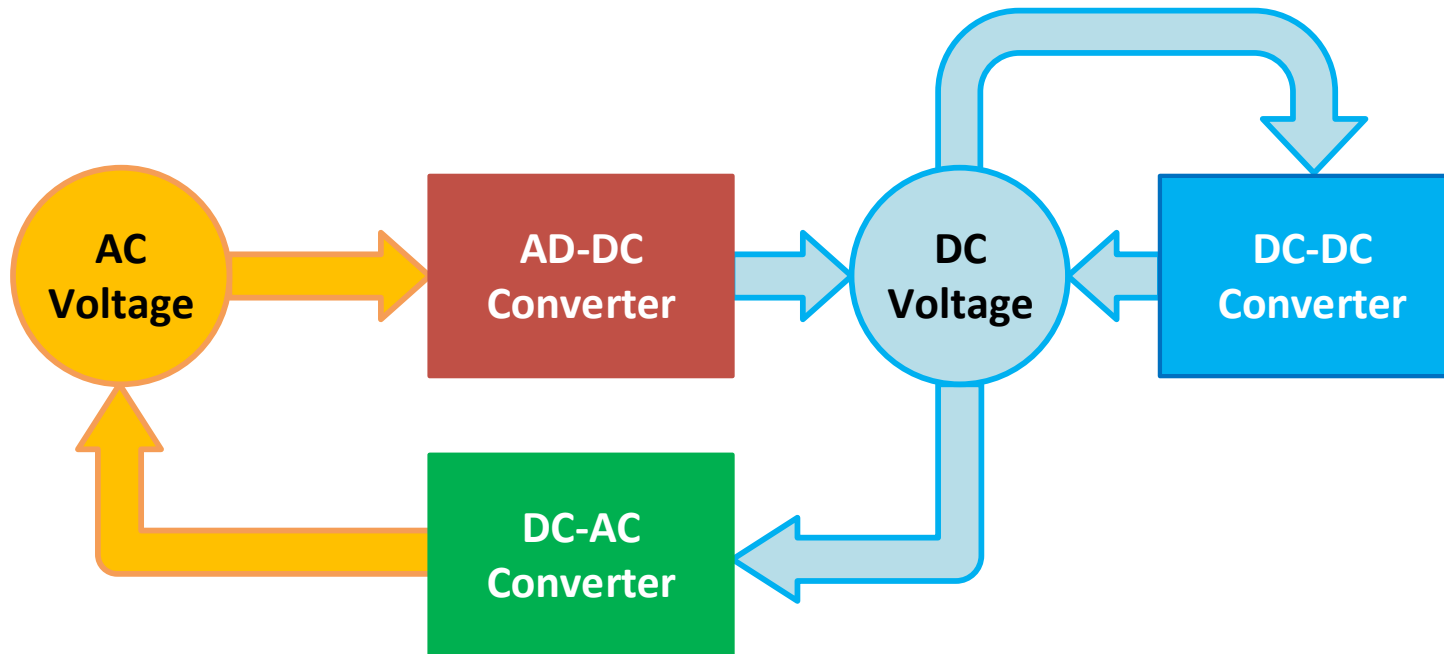 AC
Voltage
AD-DC
Converter
DC
Voltage
DC-DC
Converter
DC-AC
Converter